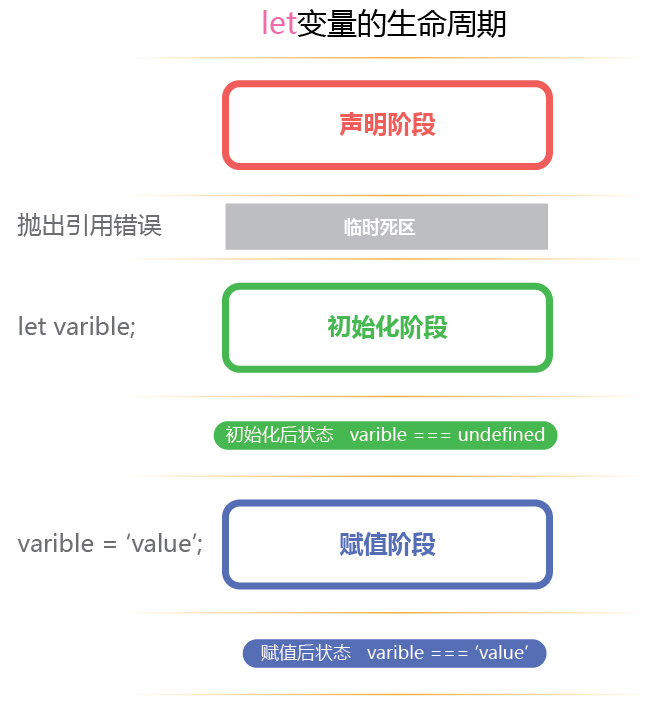 let变量的生命周期
声明阶段
抛出引用错误
临时死区
let varible;
初始化阶段
初始化后状态 varible === undefined
varible = ‘value’;
赋值阶段
赋值后状态 varible === ‘value’